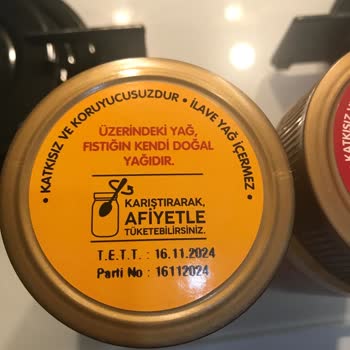 • KATKISIZ VE KORUYUCUSUZDUR • İLAVE YAĞ İÇERMEZ •
ÜZERİNDEKİ YAĞ,
FISTIĞIN KENDİ DOĞAL
YAĞIDIR.
KARIŞTIRARAK,
AFİYETLE
TÜKETEBİLİRSİNİZ.
T.E.T.T. : 16.11.2024
Parti No : 16112024